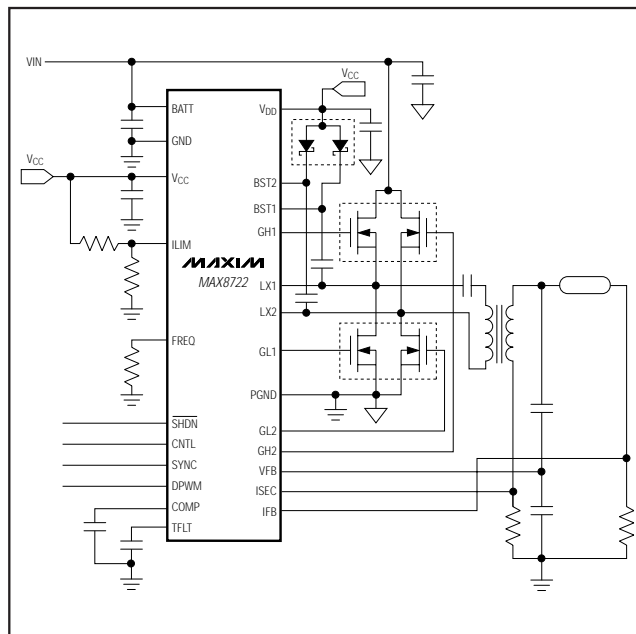 VIN
VCC
BATT
VDD
GND
VCC
VCC
BST2
BST1
GH1
ILIM
MAXIM
MAX8722
LX1
LX2
FREQ
GL1
PGND
SHDN
GL2
CNTL
GH2
SYNC
VFB
DPWM
ISEC
COMP
IFB
TFLT